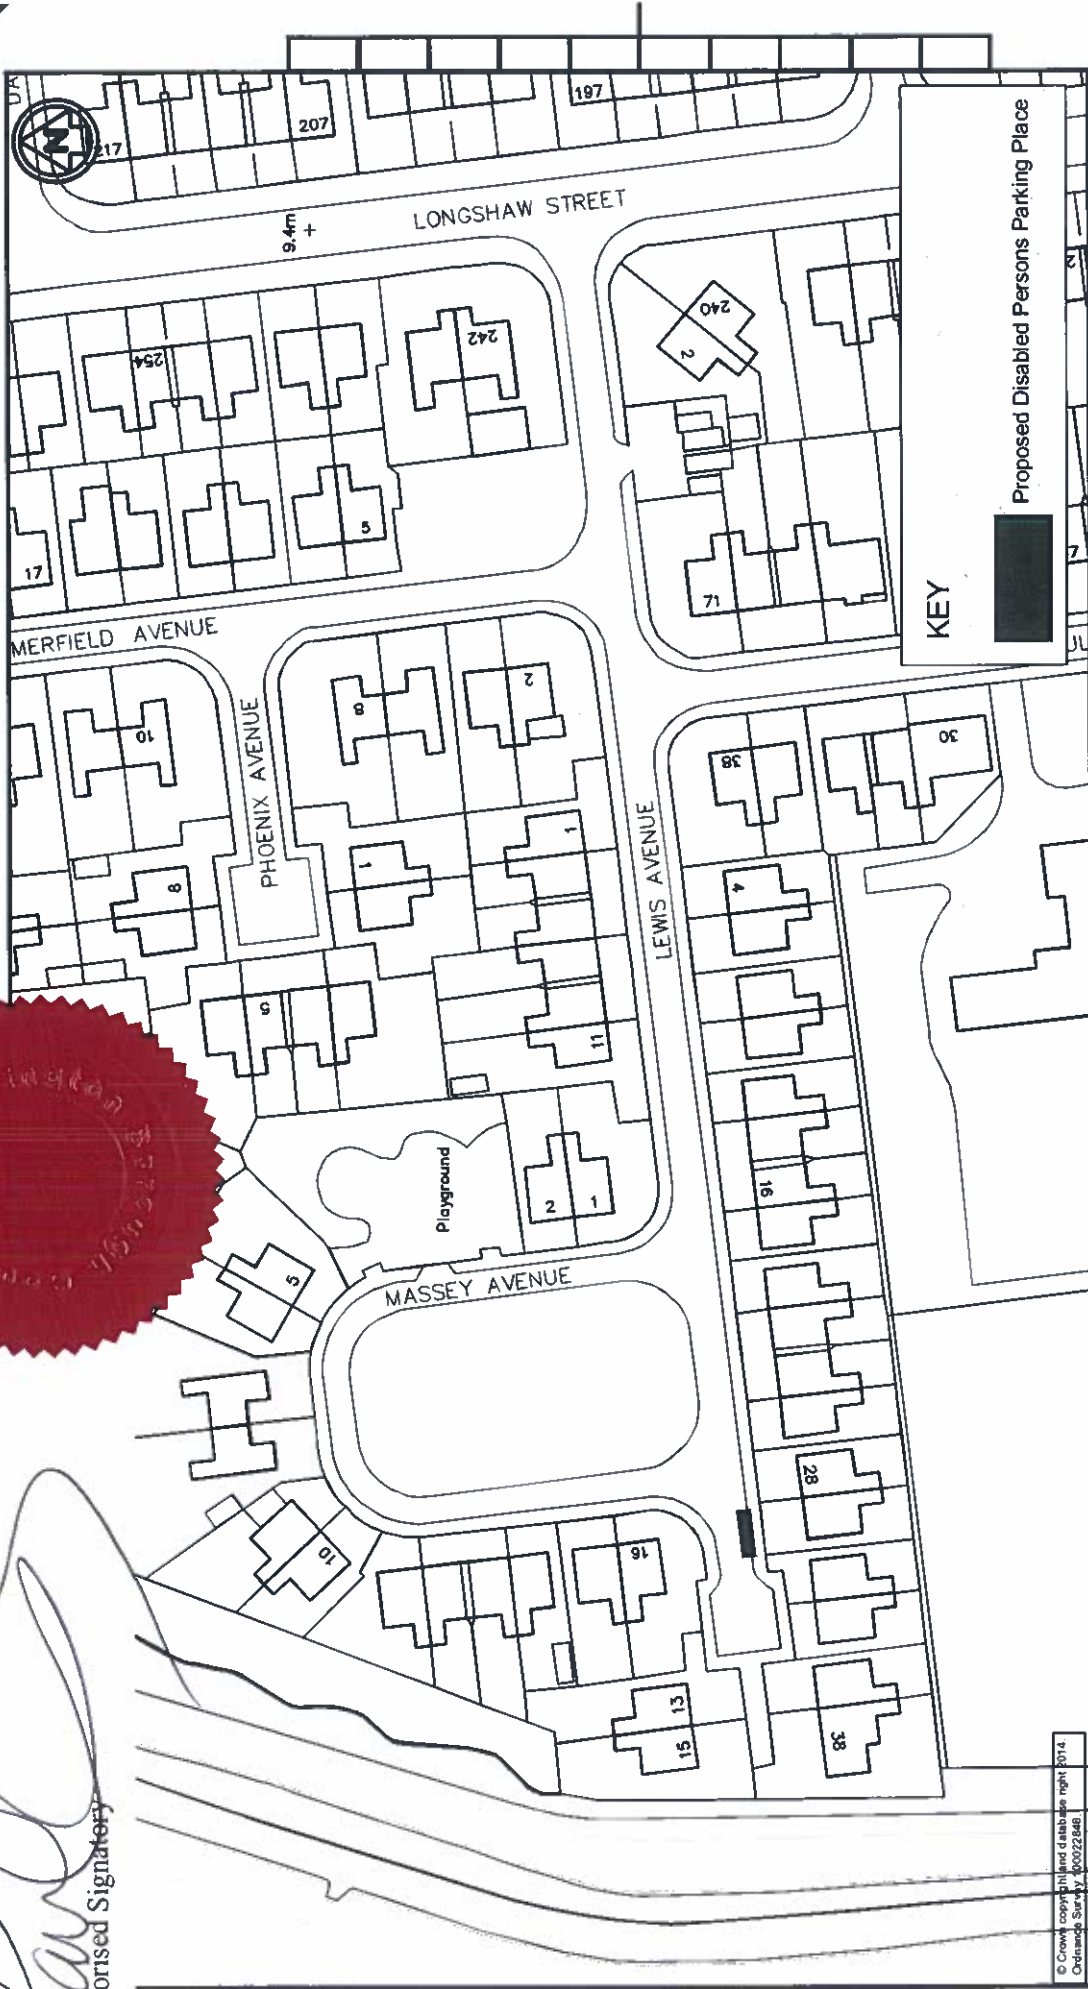 N
217
207
197
9.4m
LONGSHAW STREET
254
242
240
2
17
5
MERFIELD AVENUE
71
10
PHOENIX AVENUE
8
2
38
30
8
1
1
LEWIS AVENUE
4
5
11
16
Playground
2
1
5
MASSEY AVENUE
28
10
16
13
15
38
KEY
Proposed Disabled Persons Parking Place
orised Signatory
© Crown copyright and database right 2014.
Ordnance Survey 100022848.